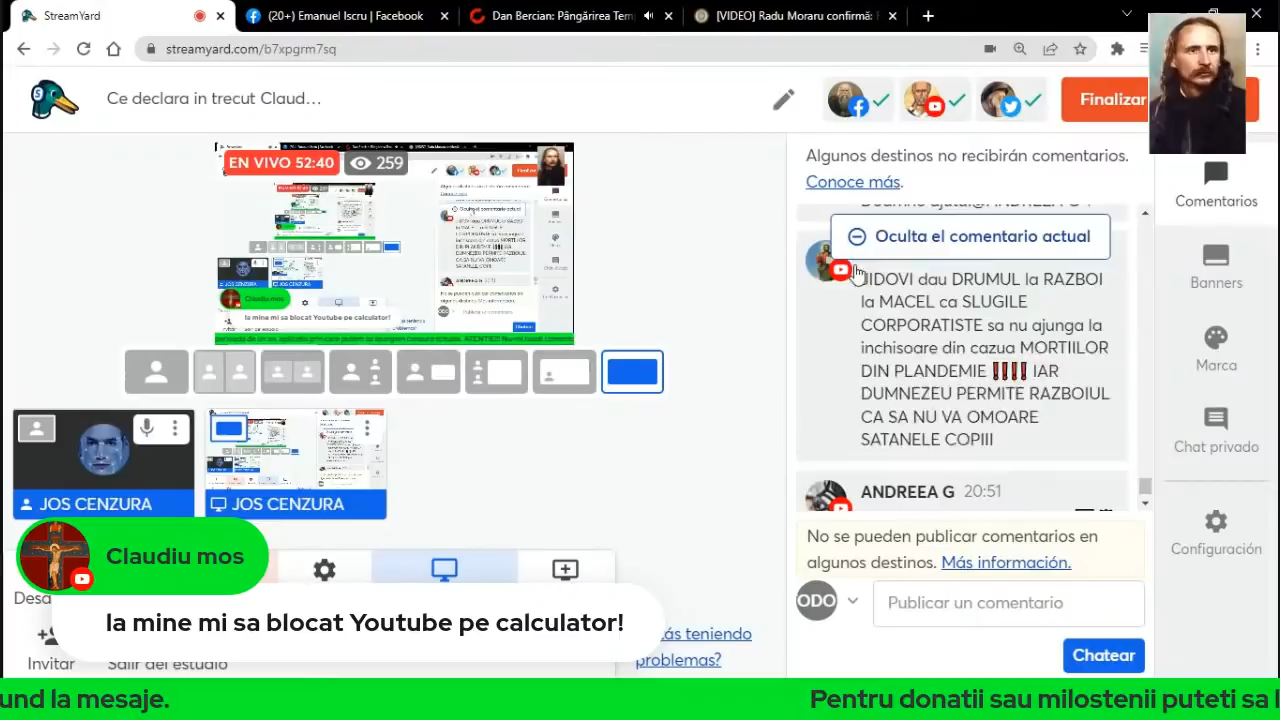 StreamYard
(20+) Emanuel Iscru | Facebook
Dan Bercian: Pângărirea Tem
[VIDEO] Radu Moraru confirmă:
streamyard.com/b7xpgrm7sq
Ce declara in trecut Claud…
Finalizar
EN VIVO 52:40
259
Algunos destinos no recibirán comentarios.
Conoce más.
Oculta el comentario actual
JIDOVI dau DRUMUL la RAZBOI
la MACEL ca SLUGILE
CORPORATISTE sa nu ajunga la
inchisoare din cazua MORTIILOR
DIN PLANDEMIE ‼️‼️ IAR
DUMNEZEU PERMITE RAZBOIUL
CA SA NU VA OMOARE
SATANELE COPIII
ANDREEA G 20:51
No se pueden publicar comentarios en
algunos destinos. Más información.
ODO
Publicar un comentario
Chatear
Comentarios
Banners
Marca
Chat privado
Configuración
JOS CENZURA
JOS CENZURA
Claudiu mos
la mine mi sa blocat Youtube pe calculator!
Desa
Invitar
Salir del estudio
ás teniendo
problemas?
und la mesaje.
Pentru donatii sau milostenii puteti sa